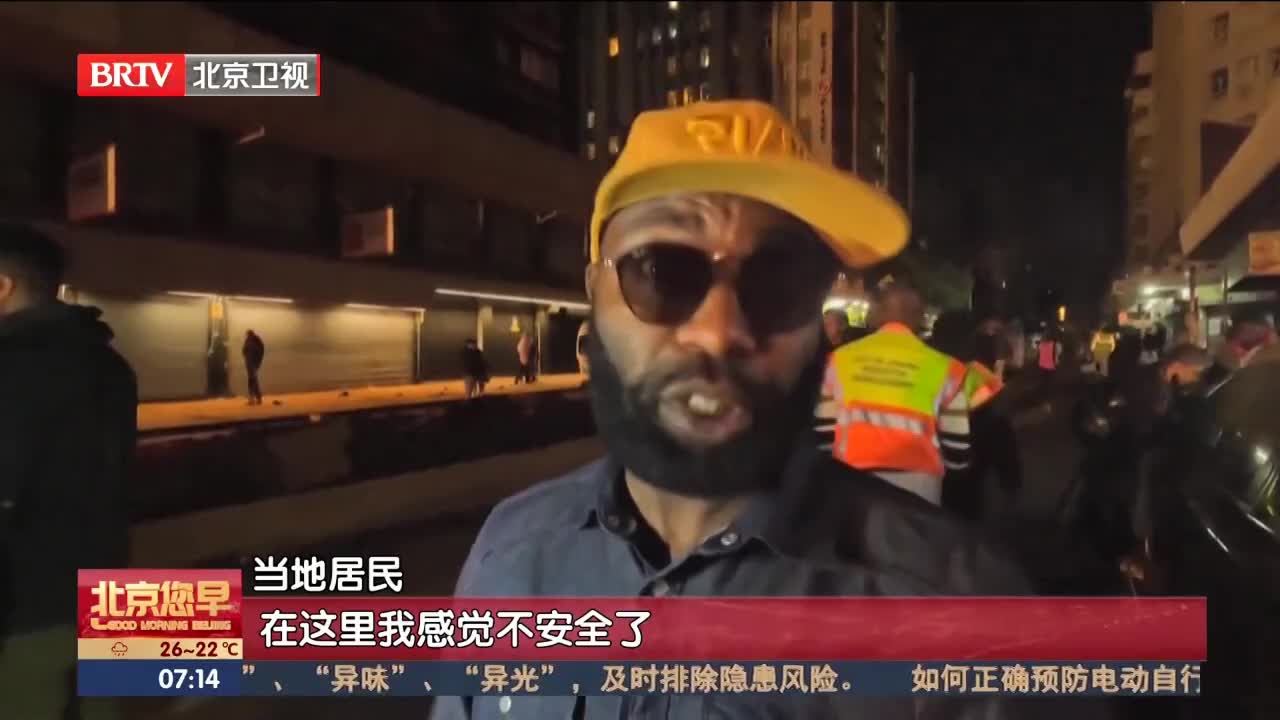 BRTV 北京卫视
当地居民
在这里我感觉不安全了
北京您早
GOOD MORNING BEIJING
26~22℃
07:14
”、“异味”、“异光”，及时排除隐患风险。 如何正确预防电动自行